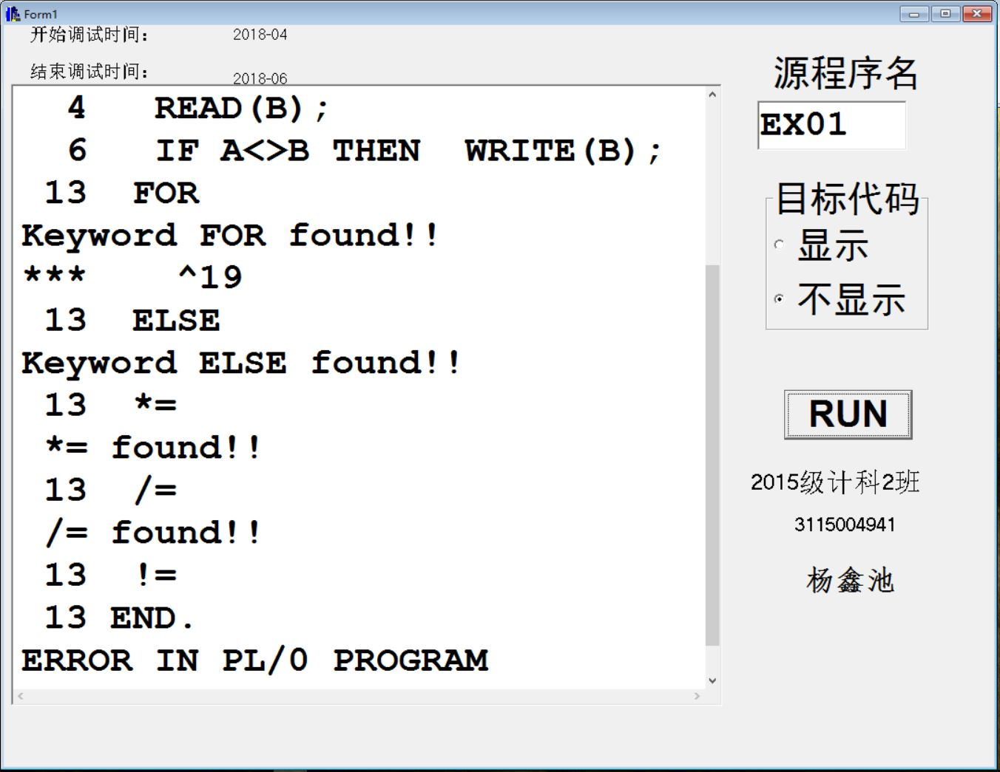 Form1
开始调试时间: 2018-04
结束调试时间: 2018-06
4 READ(B);
6 IF A<>B THEN WRITE(B);
13 FOR
Keyword FOR found!!
*** ^19
13 ELSE
Keyword ELSE found!!
13 *=
*= found!!
13 /=
/= found!!
13 !=
13 END.
ERROR IN PL/0 PROGRAM
源程序名
EX01
目标代码
显示
不显示
RUN
2015级计科2班
3115004941
杨鑫池